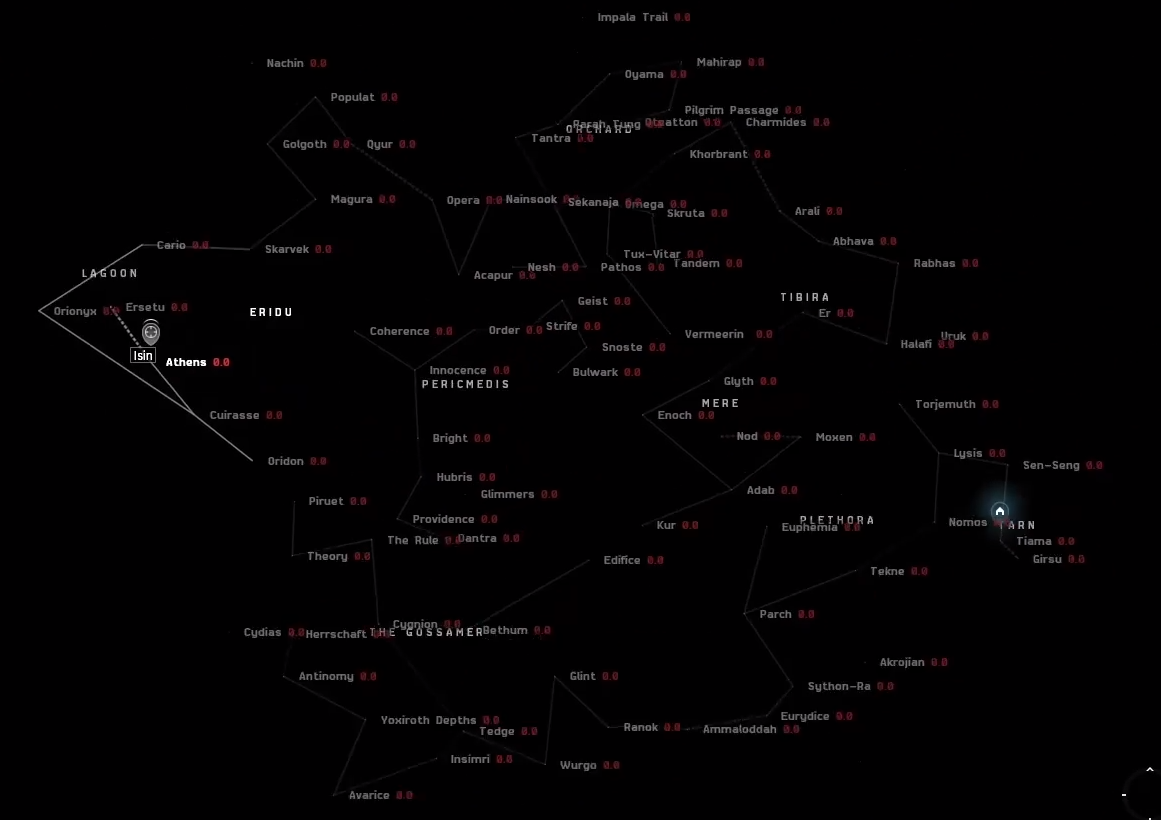 Impala Trail 0.0
Nachin 0.0
Mahirap 0.0
Oyama 0.0
Populat 0.0
Pilgrim Passage 0.0
Otratton 0.0
Charmides 0.0
ORCHARD
Tantra 0.0
Golgoth 0.0
Qyur 0.0
Khorbrant 0.0
Magura 0.0
Opera 0.0
Nainsook 0.0
Sekanaja 0.0
Omega 0.0
Skruta 0.0
Arali 0.0
Cario 0.0
Skarvek 0.0
Abhava 0.0
Tux-Vitar 0.0
Tandem 0.0
Rabhas 0.0
LAGOON
Acapur 0.0
Nesh 0.0
Pathos 0.0
TIBIRA
Geist 0.0
Orionyx 0.0
Ersetu 0.0
ERIDU
Er 0.0
Coherence 0.0
Order 0.0
Strife 0.0
Vermeerin 0.0
Uruk 0.0
Halafi 0.0
Snoste 0.0
Isin
Athens 0.0
Innocence 0.0
Bulwark 0.0
PERICMEDIS
Glyth 0.0
MERE
Torjemuth 0.0
Cuirasse 0.0
Enoch 0.0
Bright 0.0
Nod 0.0
Moxen 0.0
Lysis 0.0
Oridon 0.0
Sen-Seng 0.0
Hubris 0.0
Glimmers 0.0
Adab 0.0
Piruet 0.0
Providence 0.0
Kur 0.0
PLETHORA
Euphemia 0.0
Nomos 0.0
TARN
The Rule 0.0
Dantra 0.0
Tiama 0.0
Theory 0.0
Edifice 0.0
Girsu 0.0
Tekne 0.0
Parch 0.0
Cygnion 0.0
Cydias 0.0
Herrschaft 0.0
THE GOSSAMER
Bethum 0.0
Akrojian 0.0
Antinomy 0.0
Glint 0.0
Sython-Ra 0.0
Yoxiroth Depths 0.0
Eurydice 0.0
Tedge 0.0
Ranok 0.0
Ammaloddah 0.0
Insimri 0.0
Wurgo 0.0
Avarice 0.0